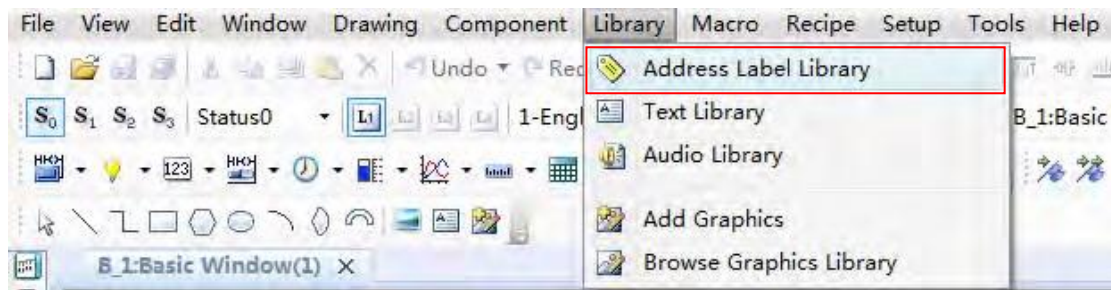 File View Edit Window Drawing Component Library Macro Recipe Setup Tools Help
Undo Rec
Address Label Library
S0 S1 S2 S3 Status0 L1 1-Engl
Text Library
B_1:Basic
Audio Library
123
Add Graphics
B_1:Basic Window(1)
Browse Graphics Library